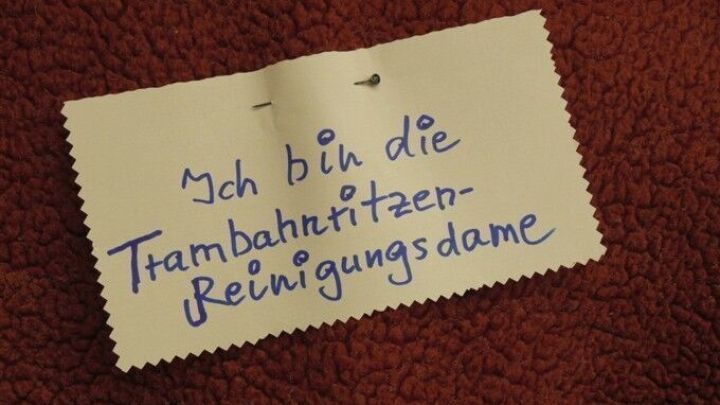 Ich bin die
Trambahnritzen-
Reinigungsdame